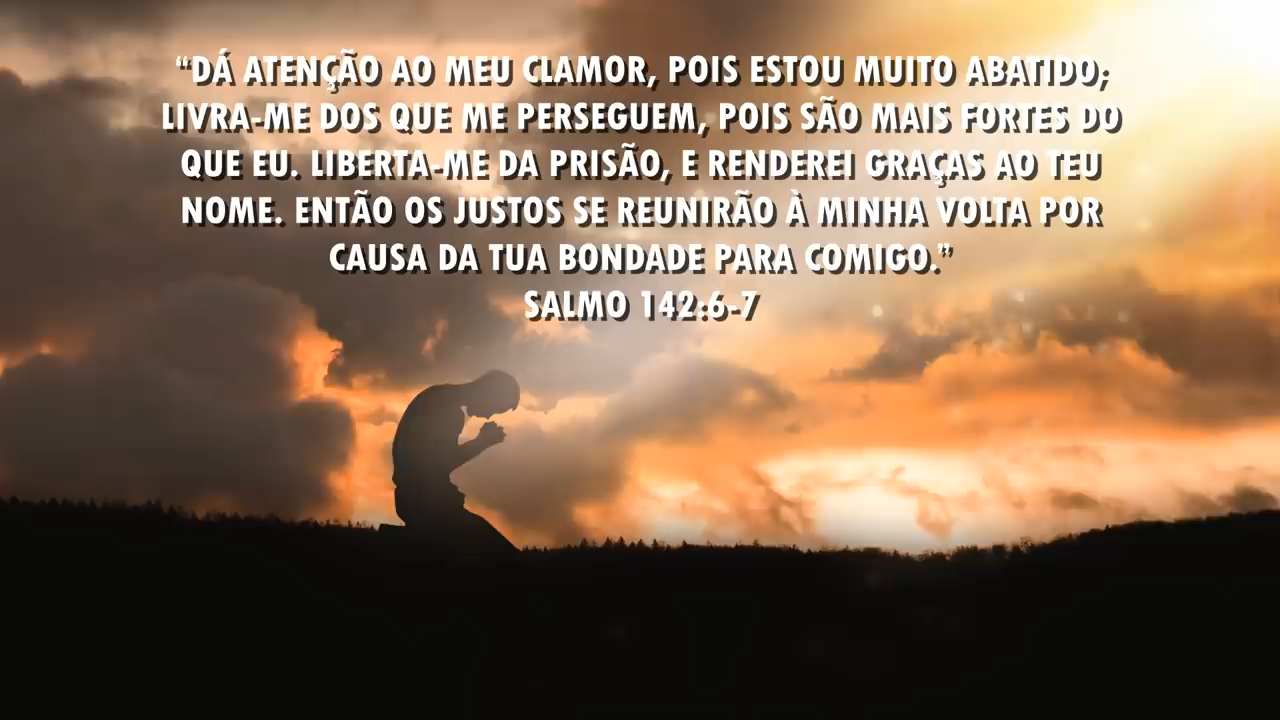 “DÁ ATENÇÃO AO MEU CLAMOR, POIS ESTOU MUITO ABATIDO;
LIVRA-ME DOS QUE ME PERSEGUEM, POIS SÃO MAIS FORTES DO
QUE EU. LIBERTA-ME DA PRISÃO, E RENDEREI GRAÇAS AO TEU
NOME. ENTÃO OS JUSTOS SE REUNIRÃO À MINHA VOLTA POR
CAUSA DA TUA BONDADE PARA COMIGO.”
SALMO 142:6-7